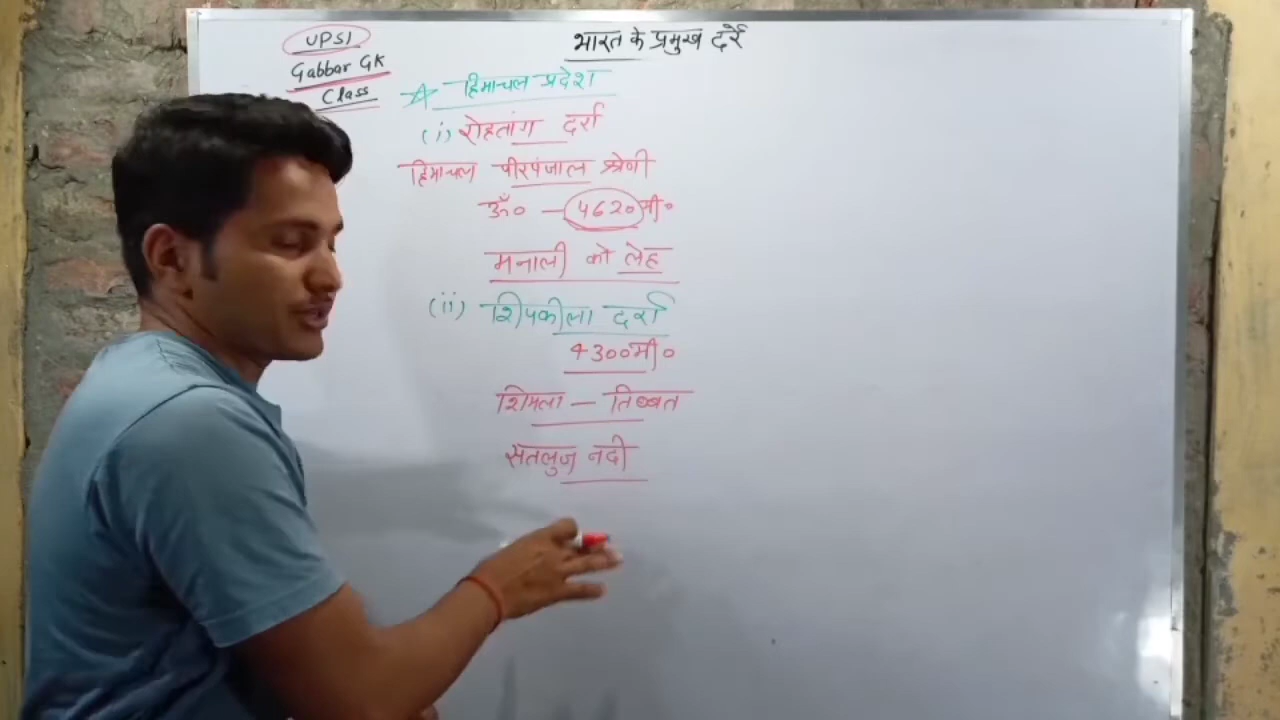 भारत के प्रमुख दर्रे
UPSI
Gabbar GK
Class
हिमाचल प्रदेश
(i) रोहतांग दर्रा
हिमाचल पीरपंजाल श्रेणी
ऊँ० – 4620 मी०
मनाली को लेह
(ii) शिपकीला दर्रा
4300 मी०
शिमला – तिब्बत
सतलुज नदी